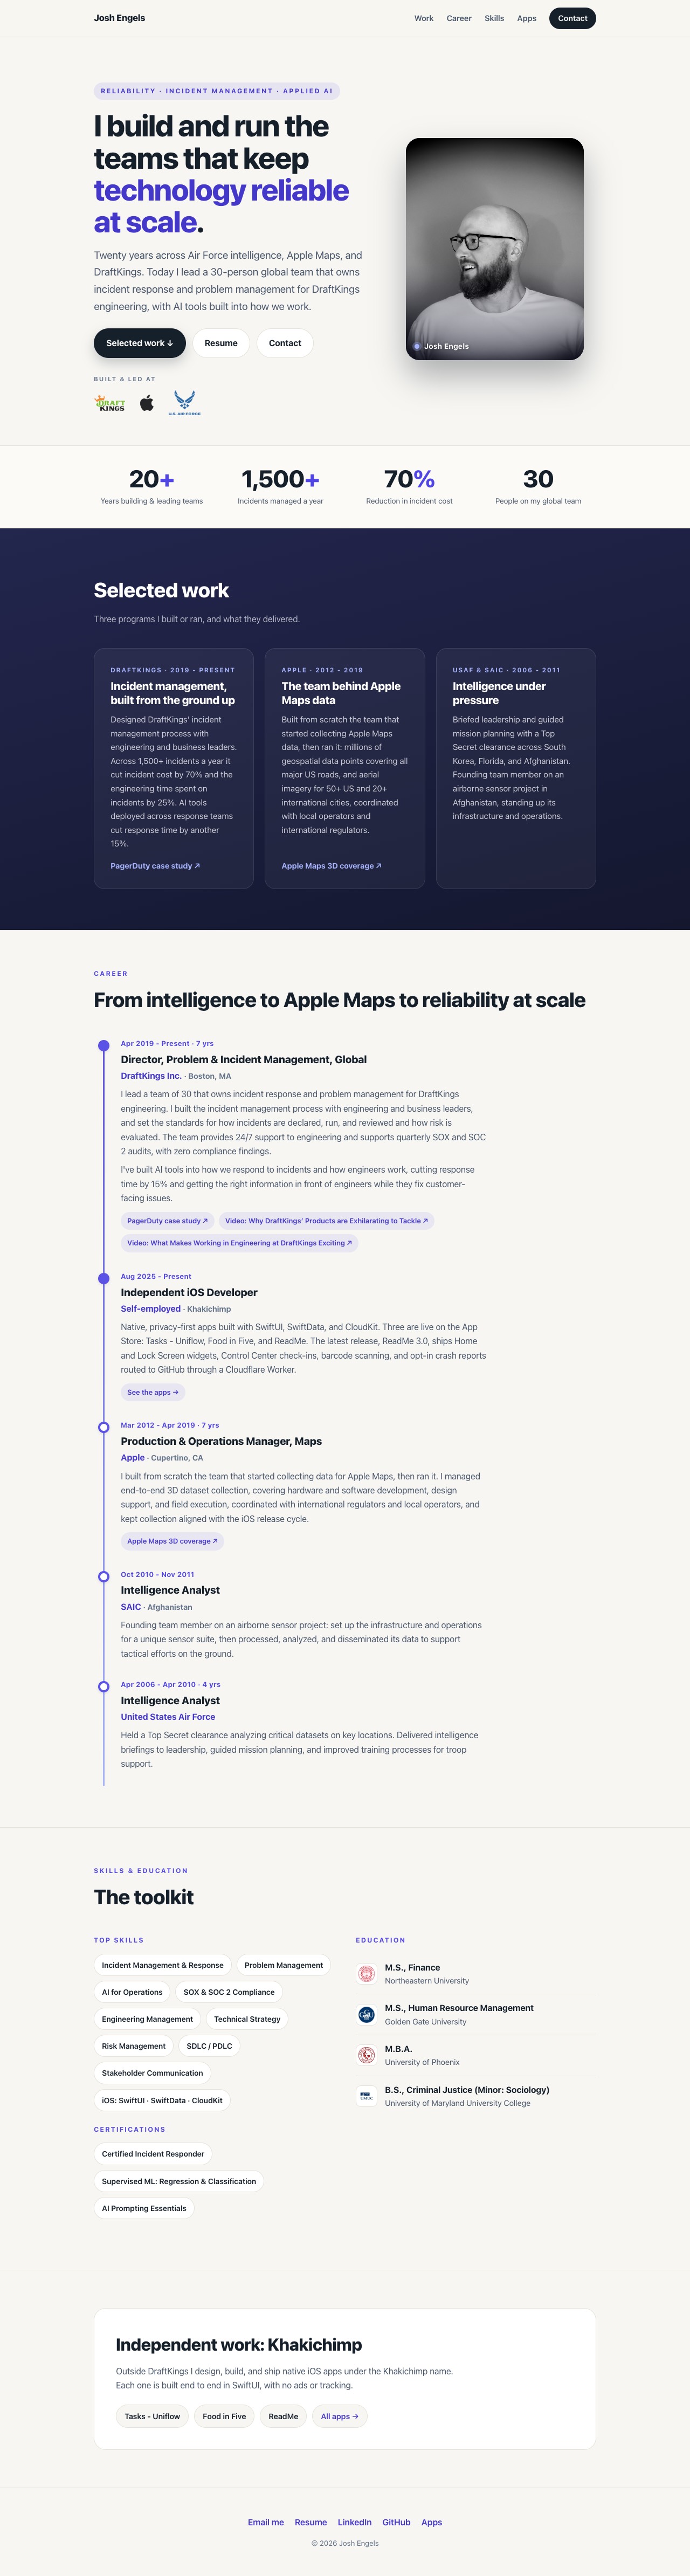 Josh Engels
Work
Career
Skills
Apps
Contact
RELIABILITY · INCIDENT MANAGEMENT · APPLIED AI
I build and run the
teams that keep
technology reliable
at scale.
Twenty years across Air Force intelligence, Apple Maps, and
DraftKings. Today I lead a 30-person global team that owns
incident response and problem management for DraftKings
engineering, with AI tools built into how we work.
Selected work ↓
Resume
Contact
Josh Engels
BUILT & LED AT
DRAFT
KINGS
U.S. AIR FORCE
20+
Years building & leading teams
1,500+
Incidents managed a year
70%
Reduction in incident cost
30
People on my global team
Selected work
Three programs I built or ran, and what they delivered.
DRAFTKINGS · 2019 - PRESENT
Incident management,
built from the ground up
Designed DraftKings' incident
management process with
engineering and business leaders.
Across 1,500+ incidents a year it
cut incident cost by 70% and the
engineering time spent on
incidents by 25%. AI tools
deployed across response teams
cut response time by another
15%.
PagerDuty case study ↗
APPLE · 2012 - 2019
The team behind Apple
Maps data
Built from scratch the team that
started collecting Apple Maps
data, then ran it: millions of
geospatial data points covering all
major US roads, and aerial
imagery for 50+ US and 20+
international cities, coordinated
with local operators and
international regulators.
Apple Maps 3D coverage ↗
USAF & SAIC · 2006 - 2011
Intelligence under
pressure
Briefed leadership and guided
mission planning with a Top
Secret clearance across South
Korea, Florida, and Afghanistan.
Founding team member on an
airborne sensor project in
Afghanistan, standing up its
infrastructure and operations.
CAREER
From intelligence to Apple Maps to reliability at scale
Apr 2019 - Present · 7 yrs
Director, Problem & Incident Management, Global
DraftKings Inc. · Boston, MA
I lead a team of 30 that owns incident response and problem management for DraftKings
engineering. I built the incident management process with engineering and business leaders,
and set the standards for how incidents are declared, run, and reviewed and how risk is
evaluated. The team provides 24/7 support to engineering and supports quarterly SOX and SOC
2 audits, with zero compliance findings.
I've built AI tools into how we respond to incidents and how engineers work, cutting response
time by 15% and getting the right information in front of engineers while they fix customer-
facing issues.
PagerDuty case study ↗
Video: Why DraftKings' Products are Exhilarating to Tackle ↗
Video: What Makes Working in Engineering at DraftKings Exciting ↗
Aug 2025 - Present
Independent iOS Developer
Self-employed · Khakichimp
Native, privacy-first apps built with SwiftUI, SwiftData, and CloudKit. Three are live on the App
Store: Tasks - Uniflow, Food in Five, and ReadMe. The latest release, ReadMe 3.0, ships Home
and Lock Screen widgets, Control Center check-ins, barcode scanning, and opt-in crash reports
routed to GitHub through a Cloudflare Worker.
See the apps →
Mar 2012 - Apr 2019 · 7 yrs
Production & Operations Manager, Maps
Apple · Cupertino, CA
I built from scratch the team that started collecting data for Apple Maps, then ran it. I managed
end-to-end 3D dataset collection, covering hardware and software development, design
support, and field execution, coordinated with international regulators and local operators, and
kept collection aligned with the iOS release cycle.
Apple Maps 3D coverage ↗
Oct 2010 - Nov 2011
Intelligence Analyst
SAIC · Afghanistan
Founding team member on an airborne sensor project: set up the infrastructure and operations
for a unique sensor suite, then processed, analyzed, and disseminated its data to support
tactical efforts on the ground.
Apr 2006 - Apr 2010 · 4 yrs
Intelligence Analyst
United States Air Force
Held a Top Secret clearance analyzing critical datasets on key locations. Delivered intelligence
briefings to leadership, guided mission planning, and improved training processes for troop
support.
SKILLS & EDUCATION
The toolkit
TOP SKILLS
Incident Management & Response
Problem Management
AI for Operations
SOX & SOC 2 Compliance
Engineering Management
Technical Strategy
Risk Management
SDLC / PDLC
Stakeholder Communication
iOS: SwiftUI · SwiftData · CloudKit
CERTIFICATIONS
Certified Incident Responder
Supervised ML: Regression & Classification
AI Prompting Essentials
EDUCATION
M.S., Finance
Northeastern University
M.S., Human Resource Management
Golden Gate University
M.B.A.
University of Phoenix
B.S., Criminal Justice (Minor: Sociology)
University of Maryland University College
Independent work: Khakichimp
Outside DraftKings I design, build, and ship native iOS apps under the Khakichimp name.
Each one is built end to end in SwiftUI, with no ads or tracking.
Tasks - Uniflow
Food in Five
ReadMe
All apps →
Email me
Resume
LinkedIn
GitHub
Apps
© 2026 Josh Engels